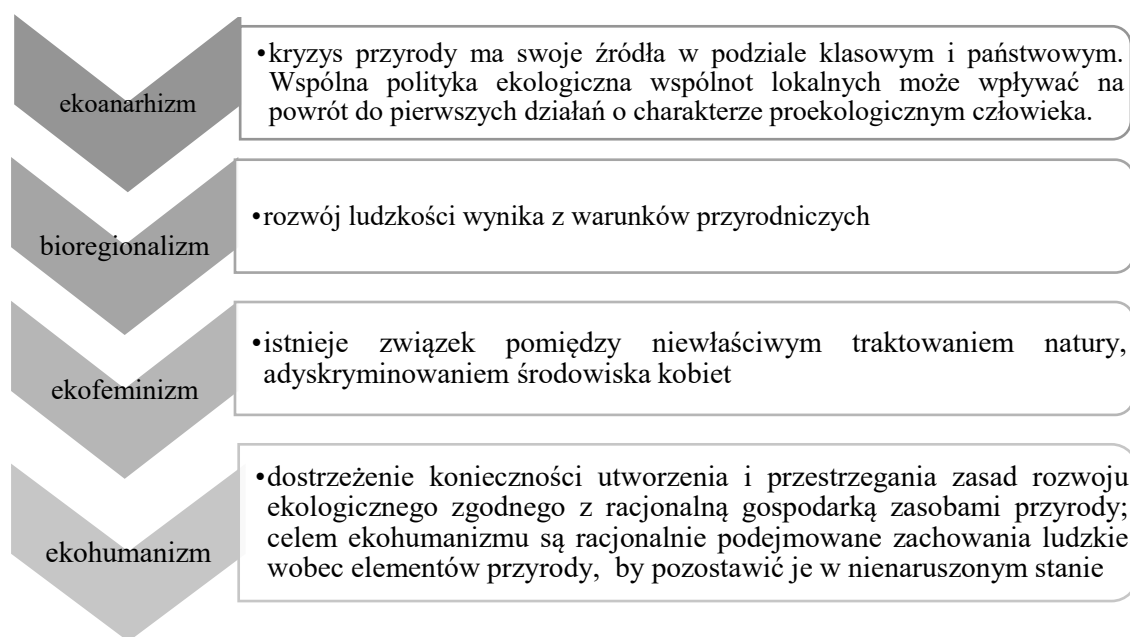 ekoanarhizm
•kryzys przyrody ma swoje źródła w podziale klasowym i państwowym.
Wspólna polityka ekologiczna wspólnot lokalnych może wpływać na
powrót do pierwszych działań o charakterze proekologicznym człowieka.
bioregionalizm
•rozwój ludzkości wynika z warunków przyrodniczych
ekofeminizm
•istnieje związek pomiędzy niewłaściwym traktowaniem natury,
adyskryminowaniem środowiska kobiet
ekohumanizm
•dostrzeżenie konieczności utworzenia i przestrzegania zasad rozwoju
ekologicznego zgodnego z racjonalną gospodarką zasobami przyrody;
celem ekohumanizmu są racjonalnie podejmowane zachowania ludzkie
wobec elementów przyrody, by pozostawić je w nienaruszonym stanie